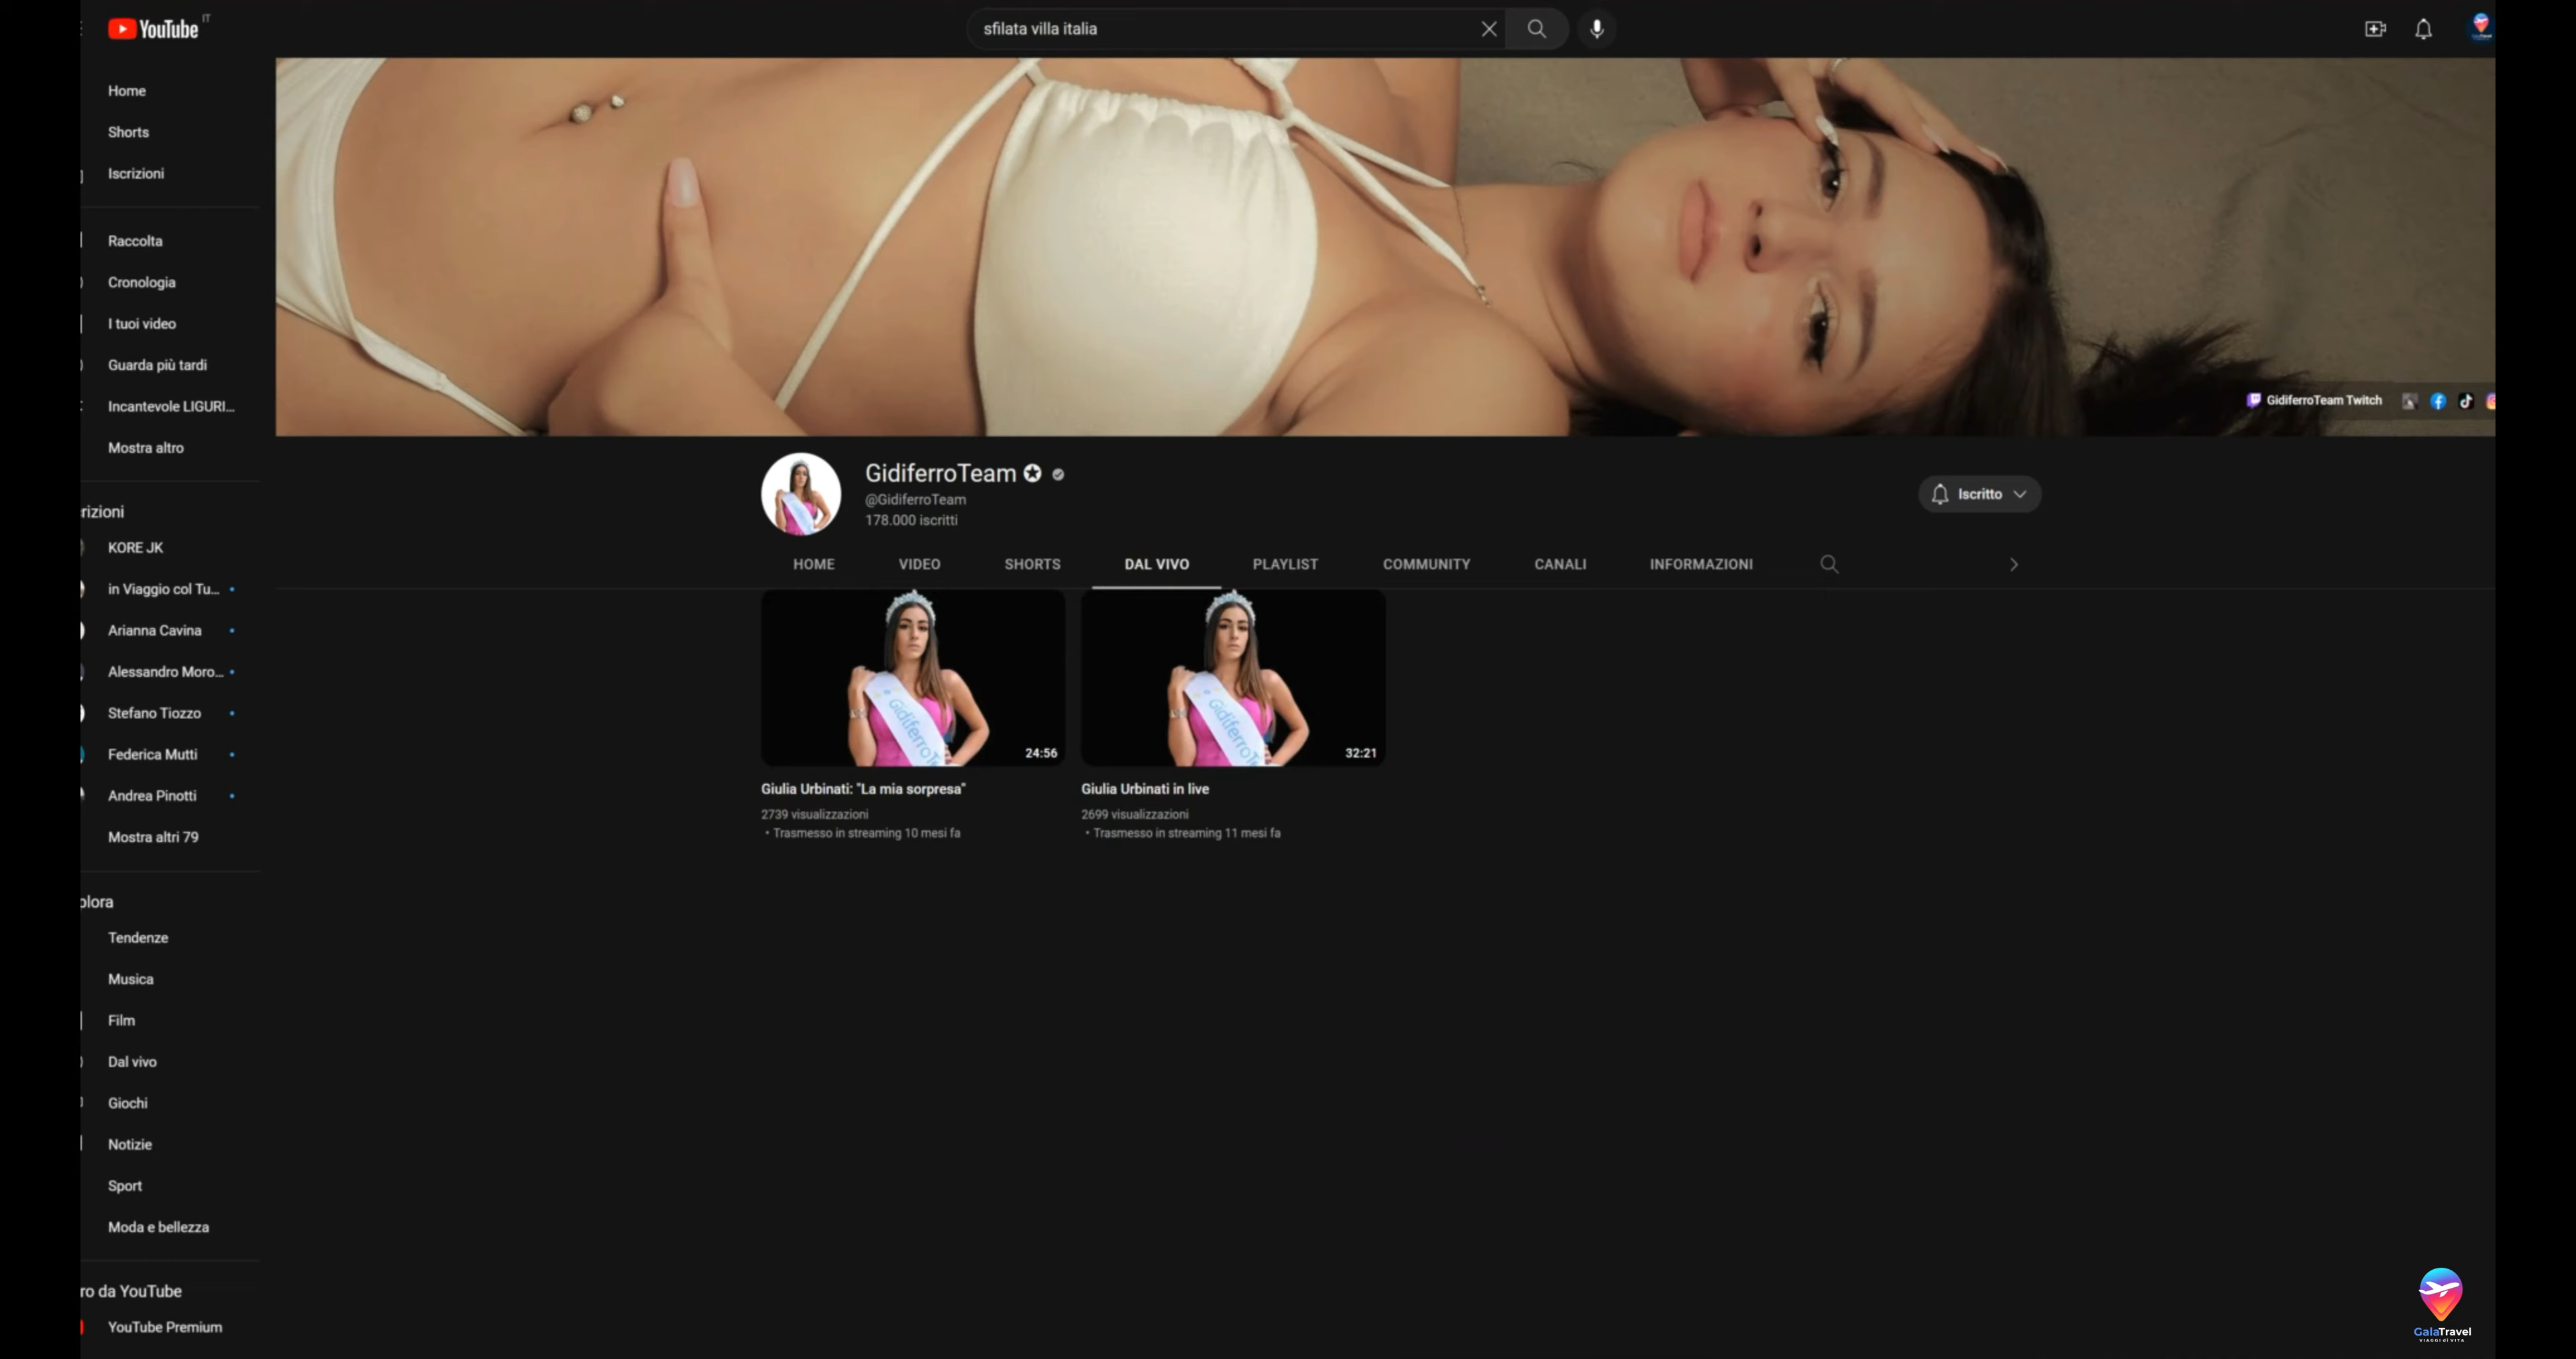 YouTube IT
sfilata villa italia
Home
Shorts
Iscrizioni
Raccolta
Cronologia
I tuoi video
Guarda più tardi
Incantevole LIGURI...
Mostra altro
rizioni
KORE JK
in Viaggio col Tu...
Arianna Cavina
Alessandro Moro...
Stefano Tiozzo
Federica Mutti
Andrea Pinotti
Mostra altri 79
plora
Tendenze
Musica
Film
Dal vivo
Giochi
Notizie
Sport
Moda e bellezza
ro da YouTube
YouTube Premium
GidiferroTeam Twitch
GidiferroTeam
@GidiferroTeam
178.000 iscritti
Iscritto
HOME VIDEO SHORTS DAL VIVO PLAYLIST COMMUNITY CANALI INFORMAZIONI
GidiferroT
24:56
Giulia Urbinati: "La mia sorpresa"
2739 visualizzazioni
• Trasmesso in streaming 10 mesi fa
GidiferroT
32:21
Giulia Urbinati in live
2699 visualizzazioni
• Trasmesso in streaming 11 mesi fa
GalaTravel
VIAGGI di VITA